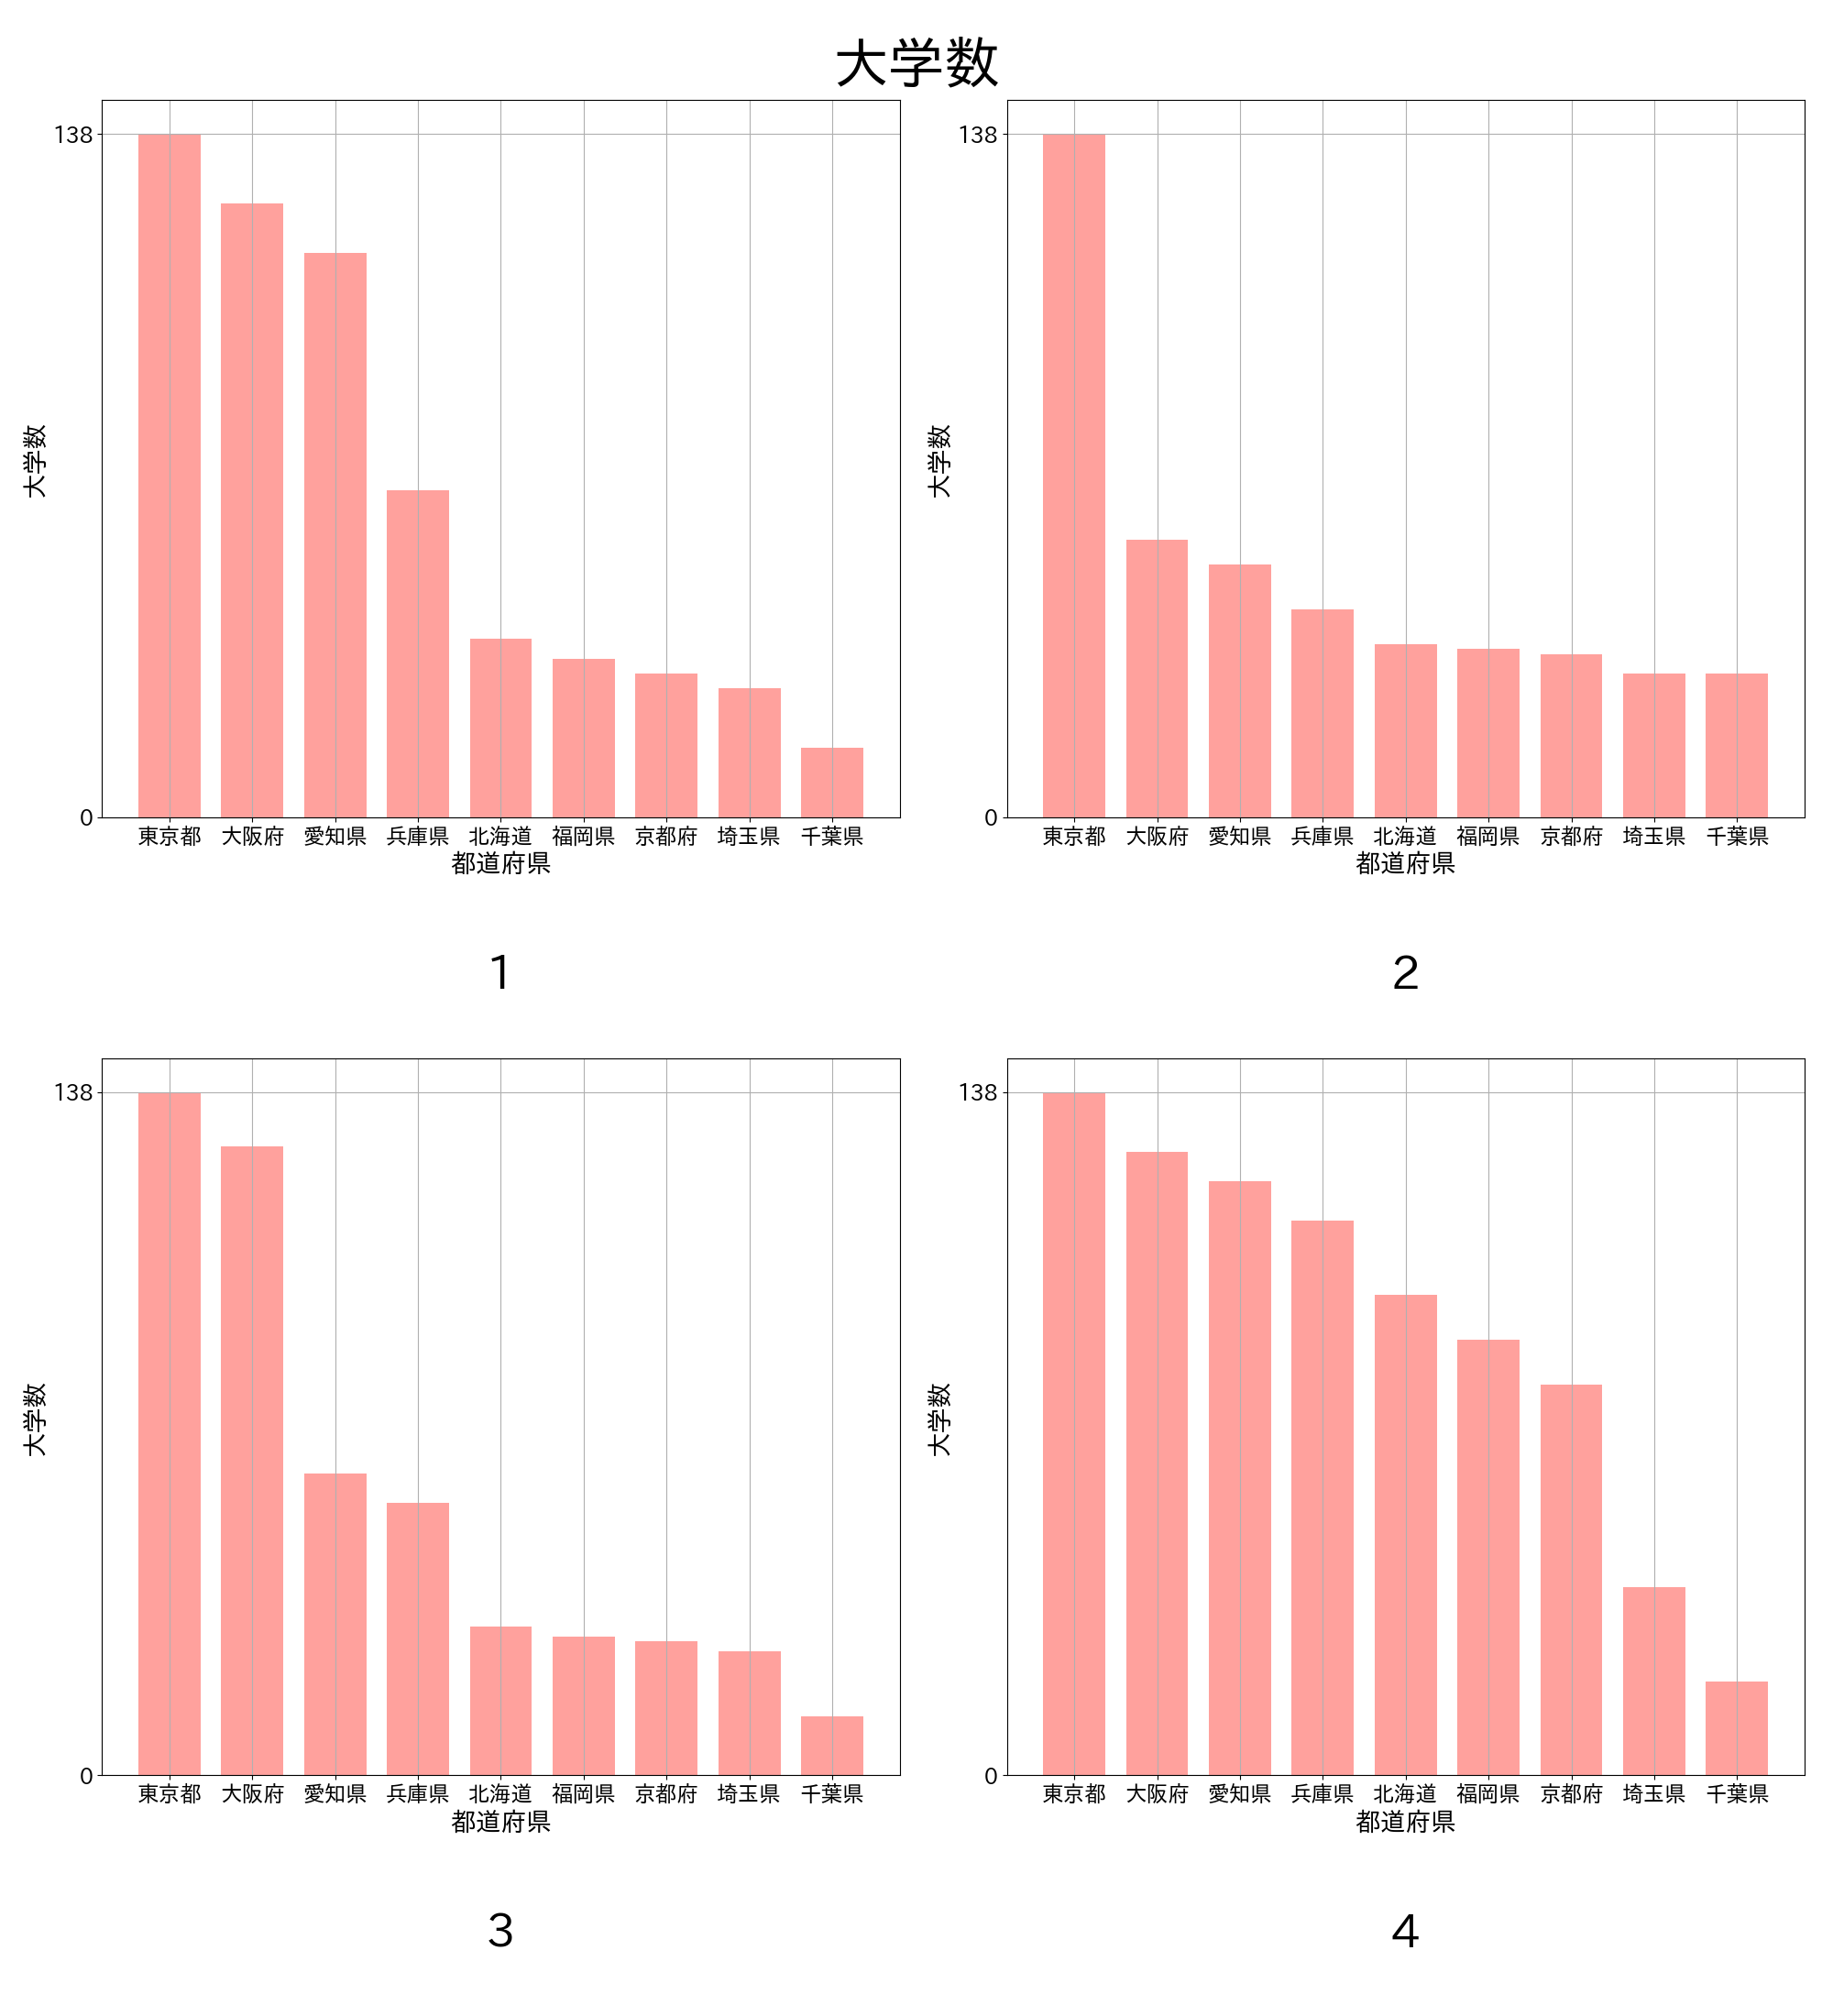 大学数
138
0
大学数
東京都 大阪府 愛知県 兵庫県 北海道 福岡県 京都府 埼玉県 千葉県
都道府県
1
138
0
大学数
東京都 大阪府 愛知県 兵庫県 北海道 福岡県 京都府 埼玉県 千葉県
都道府県
2
138
0
大学数
東京都 大阪府 愛知県 兵庫県 北海道 福岡県 京都府 埼玉県 千葉県
都道府県
3
138
0
大学数
東京都 大阪府 愛知県 兵庫県 北海道 福岡県 京都府 埼玉県 千葉県
都道府県
4